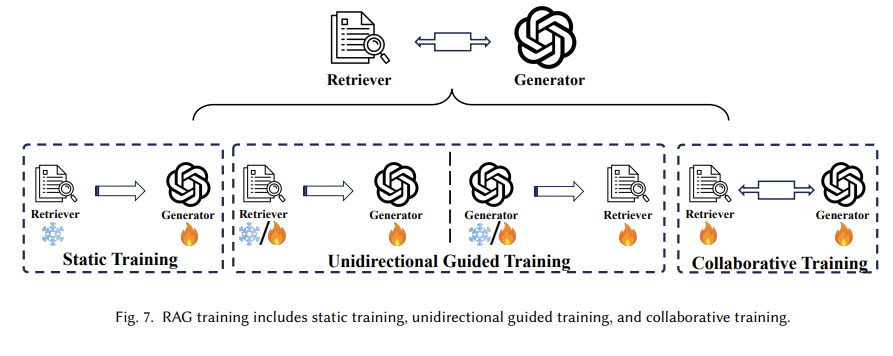 Retriever Generator
Retriever Generator Retriever Generator Generator Retriever Retriever Generator
/ /
Static Training Unidirectional Guided Training Collaborative Training
Fig. 7. RAG training includes static training, unidirectional guided training, and collaborative training.